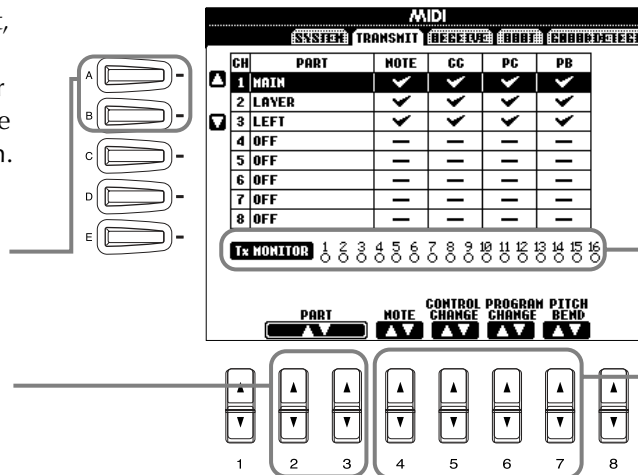 t,
r
e
n.
A
B
C
D
E
MIDI
SYSTEM TRANSMIT RECEIVE ROOT CHORD DETECT
CH PART NOTE CC PC PB
1 MAIN
2 LAYER
3 LEFT
4 OFF — — — —
5 OFF — — — —
6 OFF — — — —
7 OFF — — — —
8 OFF — — — —
Tx MONITOR 1 2 3 4 5 6 7 8 9 10 11 12 13 14 15 16
PART NOTE CONTROL CHANGE PROGRAM CHANGE PITCH BEND
1 2 3 4 5 6 7 8